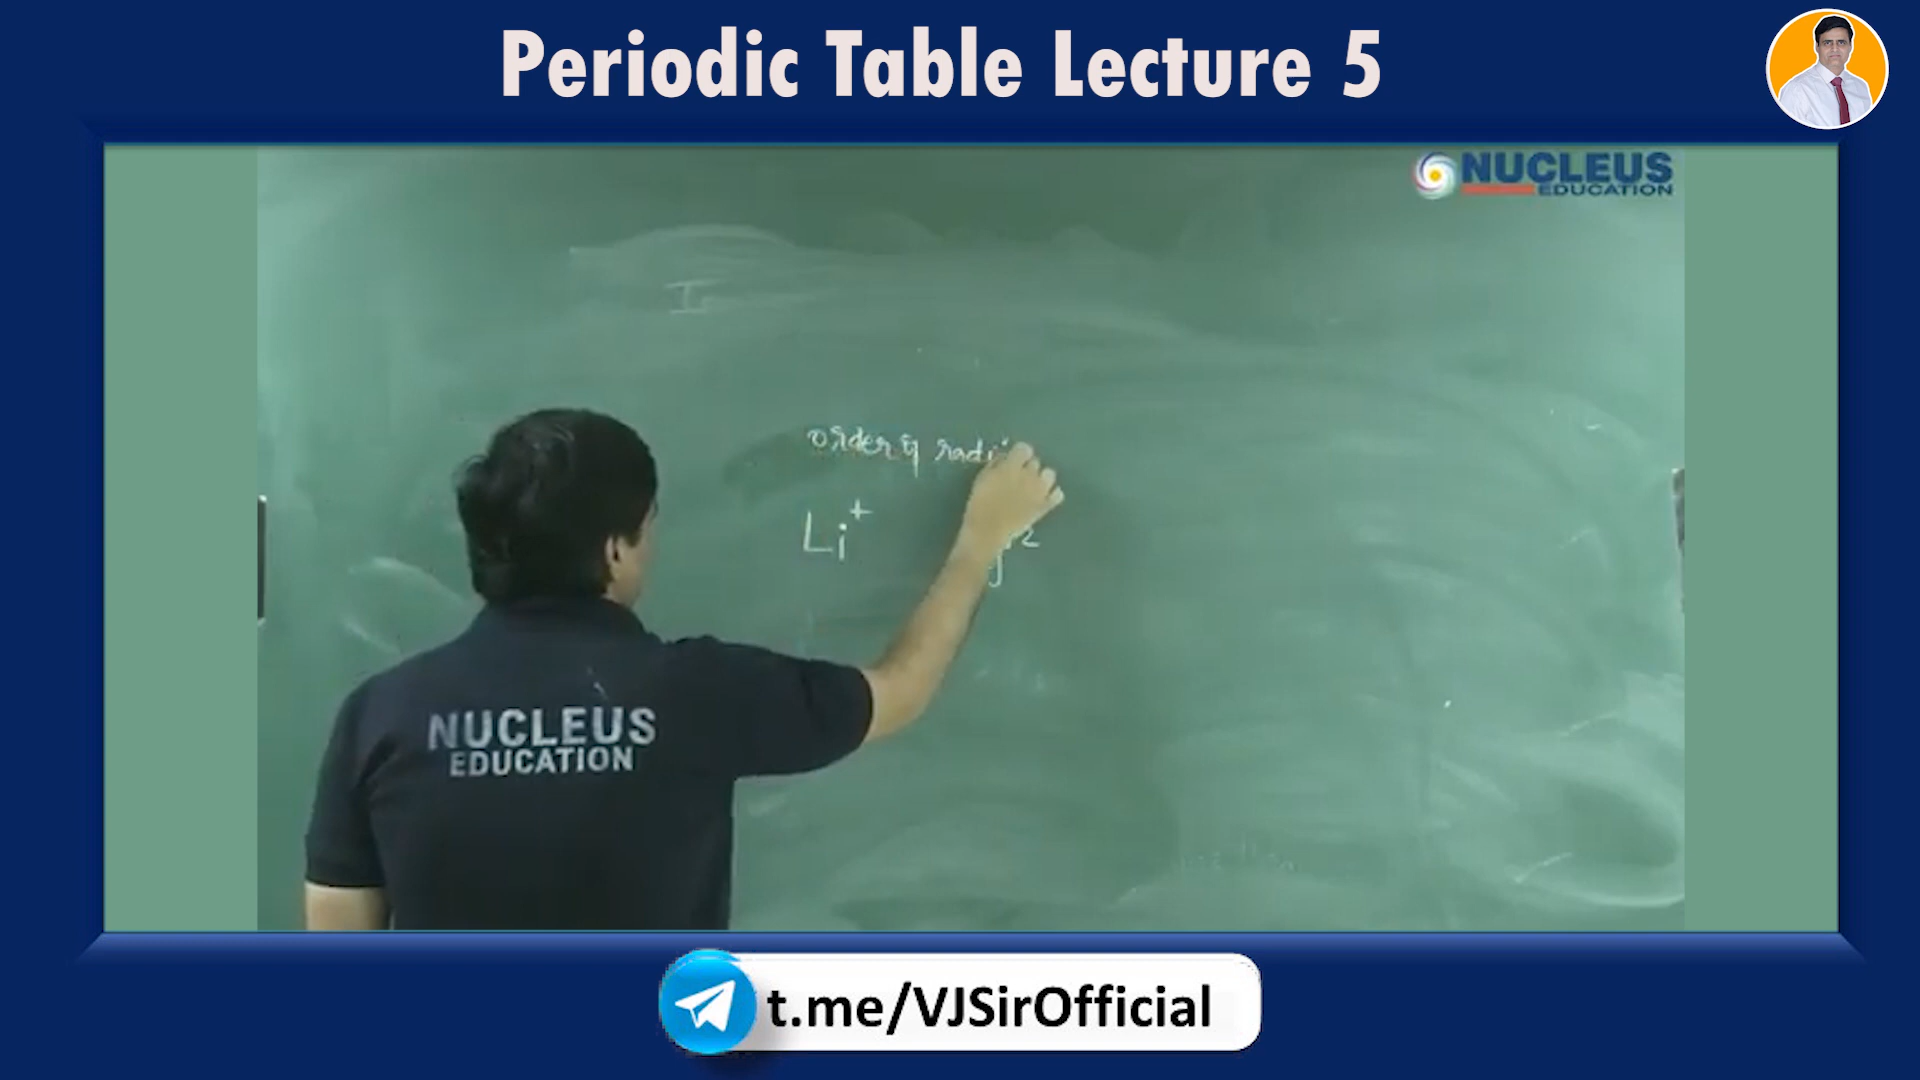 Periodic Table Lecture 5
NUCLEUS
EDUCATION
order of radi
Li+
NUCLEUS
EDUCATION
t.me/VJSirOfficial